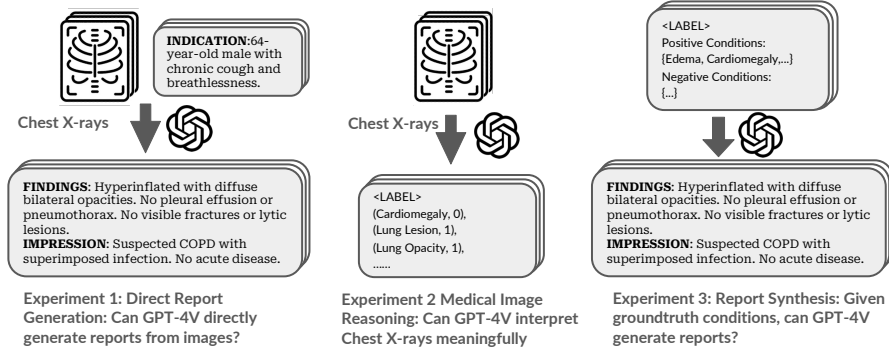 INDICATION:64-
year-old male with
chronic cough and
breathlessness.
Chest X-rays
FINDINGS: Hyperinflated with diffuse
bilateral opacities. No pleural effusion or
pneumothorax. No visible fractures or lytic
lesions.
IMPRESSION: Suspected COPD with
superimposed infection. No acute disease.
Experiment 1: Direct Report
Generation: Can GPT-4V directly
generate reports from images?
Chest X-rays
<LABEL>
(Cardiomegaly, 0),
(Lung Lesion, 1),
(Lung Opacity, 1),
......
Experiment 2 Medical Image
Reasoning: Can GPT-4V interpret
Chest X-rays meaningfully
<LABEL>
Positive Conditions:
{Edema, Cardiomegaly,...}
Negative Conditions:
{...}
FINDINGS: Hyperinflated with diffuse
bilateral opacities. No pleural effusion or
pneumothorax. No visible fractures or lytic
lesions.
IMPRESSION: Suspected COPD with
superimposed infection. No acute disease.
Experiment 3: Report Synthesis: Given
groundtruth conditions, can GPT-4V
generate reports?